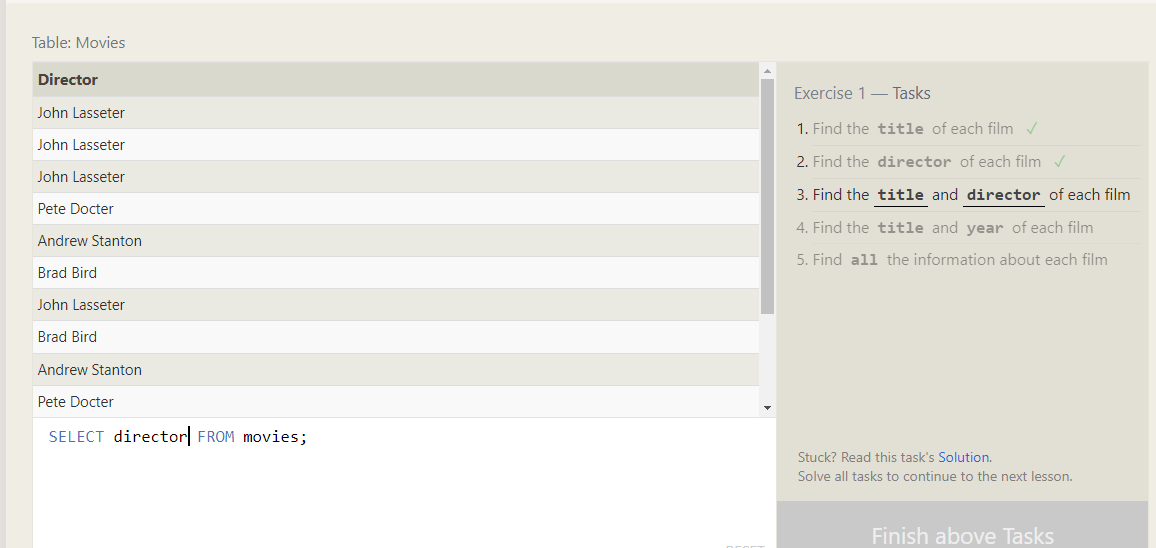 Table: Movies
Director
John Lasseter
John Lasseter
John Lasseter
Pete Docter
Andrew Stanton
Brad Bird
John Lasseter
Brad Bird
Andrew Stanton
Pete Docter
SELECT director FROM movies;
RESET
Exercise 1 — Tasks
1. Find the title of each film ✓
2. Find the director of each film ✓
3. Find the title and director of each film
4. Find the title and year of each film
5. Find all the information about each film
Stuck? Read this task's Solution.
Solve all tasks to continue to the next lesson.
Finish above Tasks